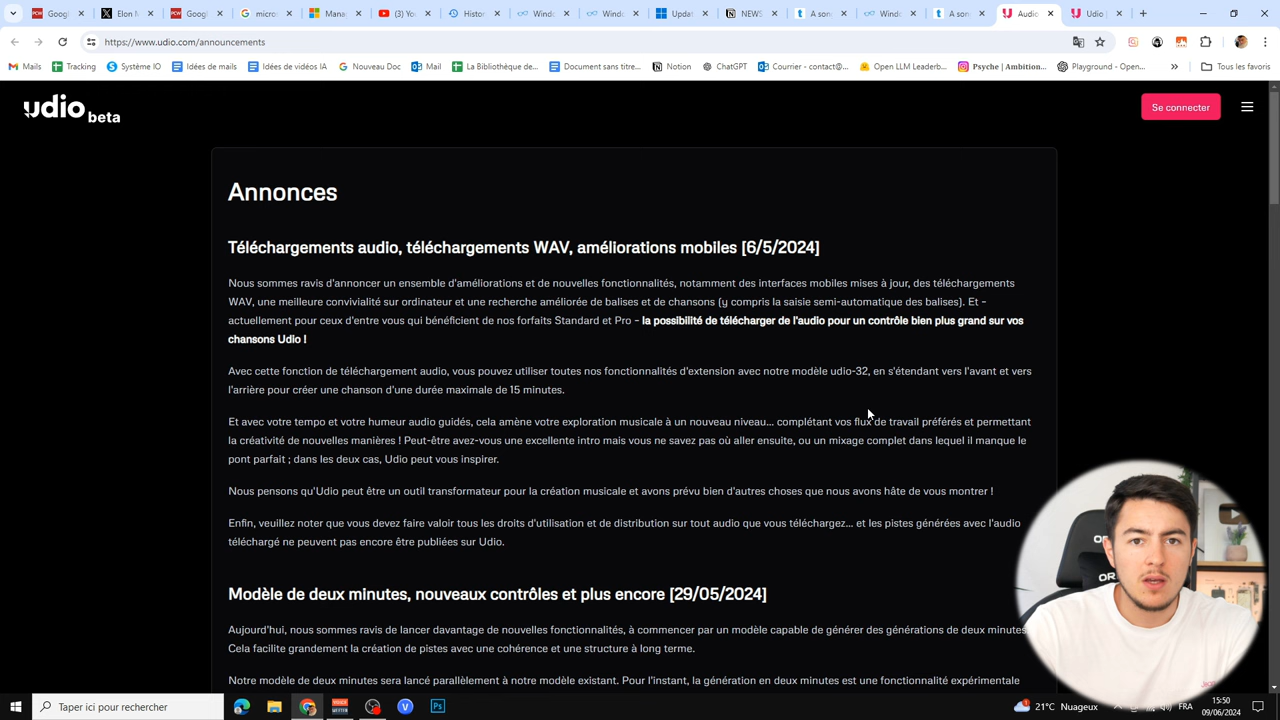 Googl
Elon N
Googl
micros
Manag
(3) You
Histor
Windo
Windo
Updat
NEWS
A son
Windo
A son
Audio
Udio
https://www.udio.com/announcements
Mails
Tracking
Système IO
Idées de mails
Idées de vidéos IA
Nouveau Doc
Mail
La Bibliothèque de...
Document sans titre...
Notion
ChatGPT
Courrier - contact@...
Open LLM Leaderb...
Psyche | Ambition...
Playground - Open...
Tous les favoris
udio beta
Se connecter
Annonces
Téléchargements audio, téléchargements WAV, améliorations mobiles [6/5/2024]
Nous sommes ravis d'annoncer un ensemble d'améliorations et de nouvelles fonctionnalités, notamment des interfaces mobiles mises à jour, des téléchargements
WAV, une meilleure convivialité sur ordinateur et une recherche améliorée de balises et de chansons (y compris la saisie semi-automatique des balises). Et –
actuellement pour ceux d'entre vous qui bénéficient de nos forfaits Standard et Pro – la possibilité de télécharger de l'audio pour un contrôle bien plus grand sur vos
chansons Udio !
Avec cette fonction de téléchargement audio, vous pouvez utiliser toutes nos fonctionnalités d'extension avec notre modèle udio-32, en s'étendant vers l'avant et vers
l'arrière pour créer une chanson d'une durée maximale de 15 minutes.
Et avec votre tempo et votre humeur audio guidés, cela amène votre exploration musicale à un nouveau niveau... complétant vos flux de travail préférés et permettant
la créativité de nouvelles manières ! Peut-être avez-vous une excellente intro mais vous ne savez pas où aller ensuite, ou un mixage complet dans lequel il manque le
pont parfait ; dans les deux cas, Udio peut vous inspirer.
Nous pensons qu'Udio peut être un outil transformateur pour la création musicale et avons prévu bien d'autres choses que nous avons hâte de vous montrer !
Enfin, veuillez noter que vous devez faire valoir tous les droits d'utilisation et de distribution sur tout audio que vous téléchargez... et les pistes générées avec l'audio
téléchargé ne peuvent pas encore être publiées sur Udio.
Modèle de deux minutes, nouveaux contrôles et plus encore [29/05/2024]
Aujourd'hui, nous sommes ravis de lancer davantage de nouvelles fonctionnalités, à commencer par un modèle capable de générer des générations de deux minutes.
Cela facilite grandement la création de pistes avec une cohérence et une structure à long terme.
Notre modèle de deux minutes sera lancé parallèlement à notre modèle existant. Pour l'instant, la génération en deux minutes est une fonctionnalité expérimentale
Taper ici pour rechercher
21°C Nuageux
FRA
15:50
09/06/2024